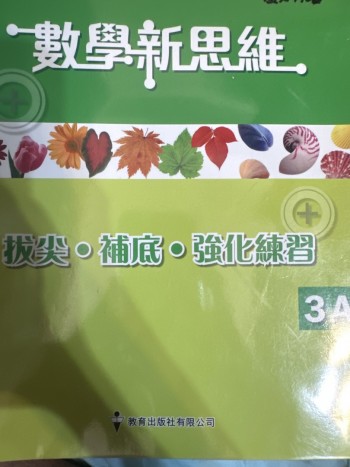 數學新思維
拔尖•補底•強化練習
3A
教育出版社有限公司